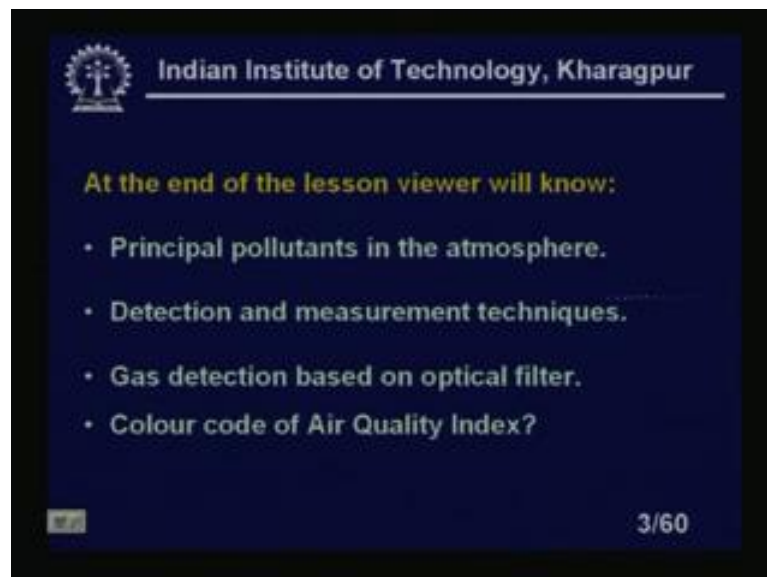 Indian Institute of Technology, Kharagpur
At the end of the lesson viewer will know:
• Principal pollutants in the atmosphere.
• Detection and measurement techniques.
• Gas detection based on optical filter.
• Colour code of Air Quality Index?
3/60